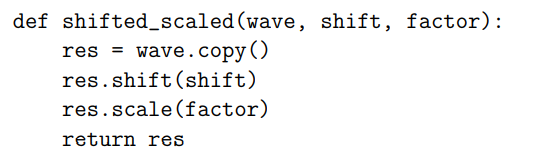 def shifted_scaled(wave, shift, factor):
    res = wave.copy()
    res.shift(shift)
    res.scale(factor)
    return res